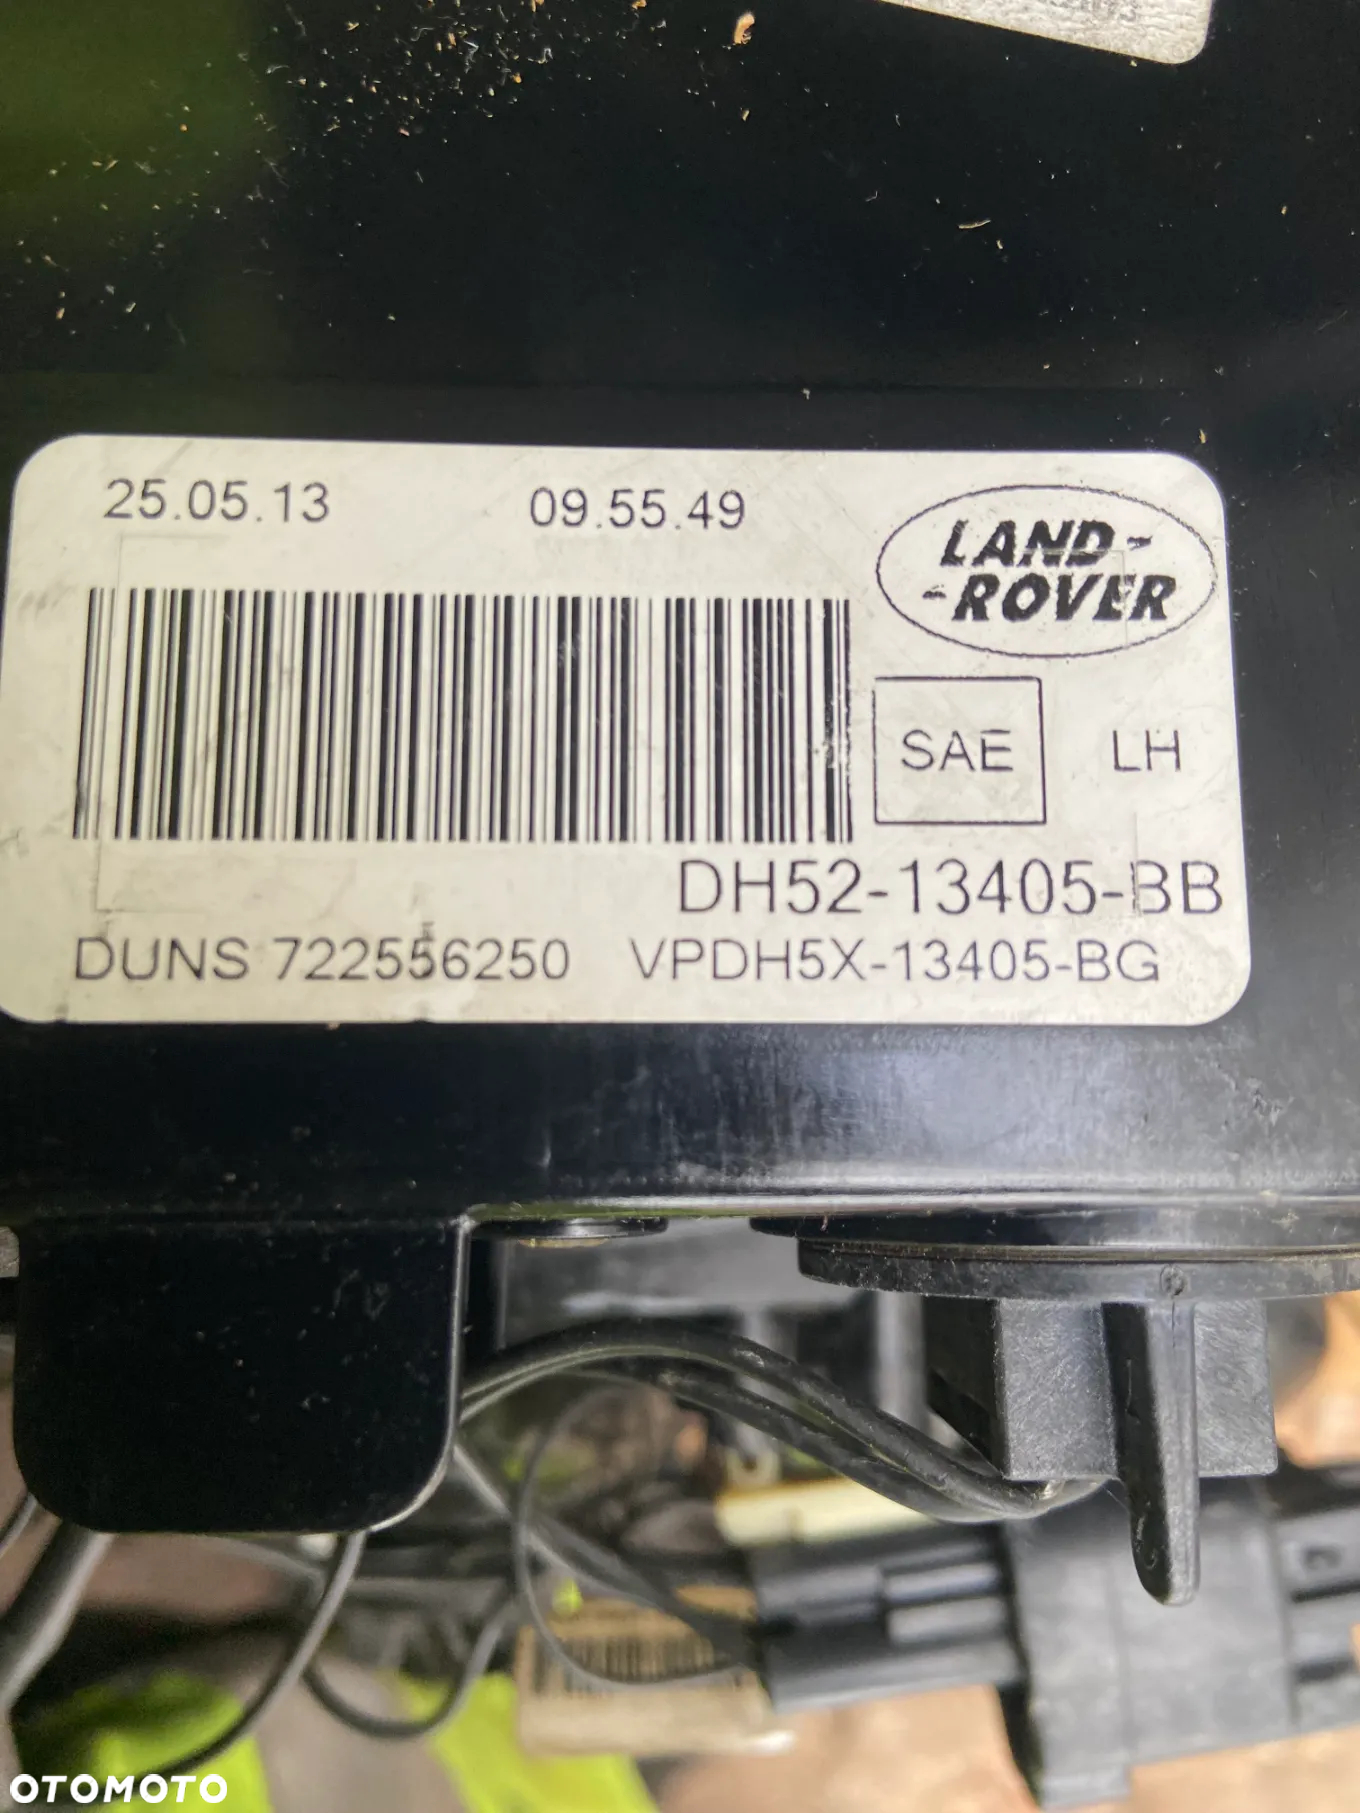 25.05.13 09.55.49
LAND-
-ROVER
SAE LH
DH52-13405-BB
DUNS 722556250 VPDH5X-13405-BG
OTOMOTO